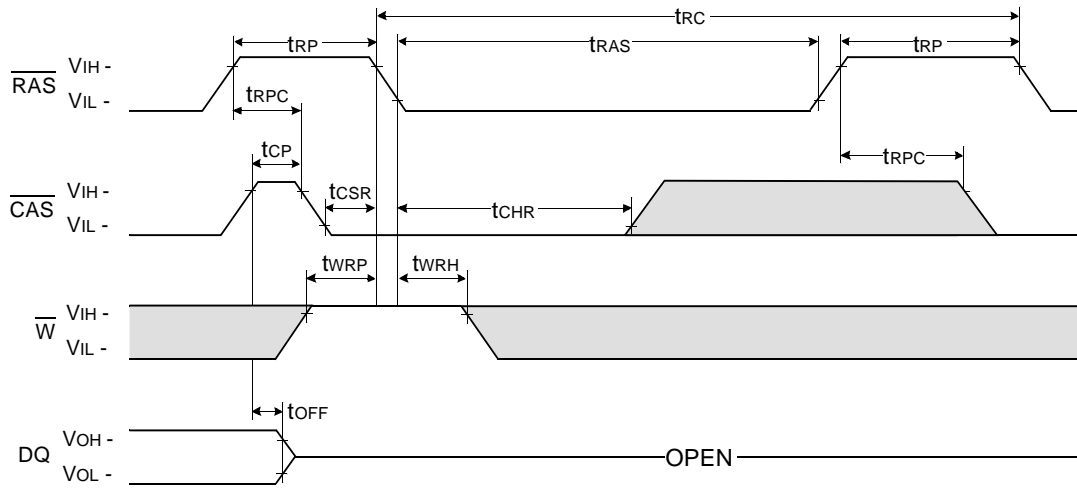 tRC
tRP tRAS tRP
RAS VIH -
VIL -
tRPC
tCP tRPC
CAS VIH -
VIL -
tCSR tCHR
tWRP tWRH
W VIH -
VIL -
tOFF
DQ VOH -
VOL -
OPEN